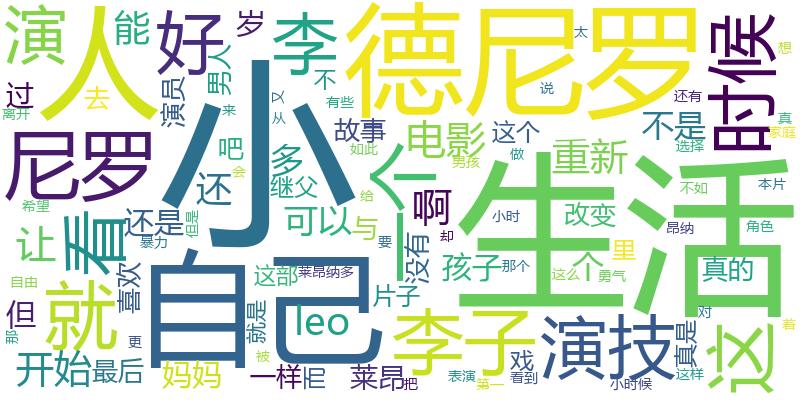 演
人
能
好
岁
李
德尼罗
时候
太
想
说
还有
过
去
离开
演员
男人
不
来
又
有些
故事
小
电影
这个
不是
真
家庭
尼罗
吧
多
还
继父
会
如此
男孩
做
重新
选择
个
一
给
希望
看
还是
但是
暴力
可以
与
啊
要
却
小时
生活
改变
不如
本片
昂纳
角色
让
喜欢
自己
没有
孩子
那个
个
里
这么
勇气
真的
自由
这部
莱昂纳多
片子
就
就是
leo
李子
演技
真是
对
这
着
但
那
更
被
开始
最后
妈妈
一样
莱昂
把
戏
看到
表演
第一
小时候
这样